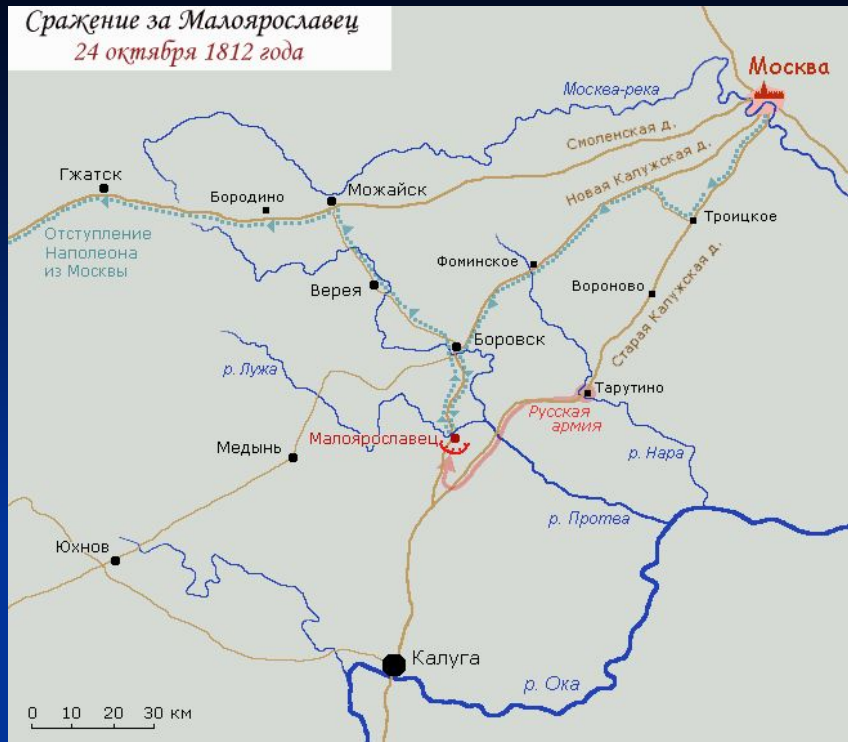 Сражение за Малоярославец
24 октября 1812 года
Москва
Москва-река
Смоленская д.
Гжатск
Новая Калужская д.
Бородино
Можайск
Троицкое
Отступление
Наполеона
из Москвы
Фоминское
Верея
Вороново
Старая Калужская д.
Боровск
р. Лужа
Тарутино
Русская
армия
Малоярославец
Медынь
р. Нара
р. Протва
Юхнов
Калуга
р. Ока
0 10 20 30 км